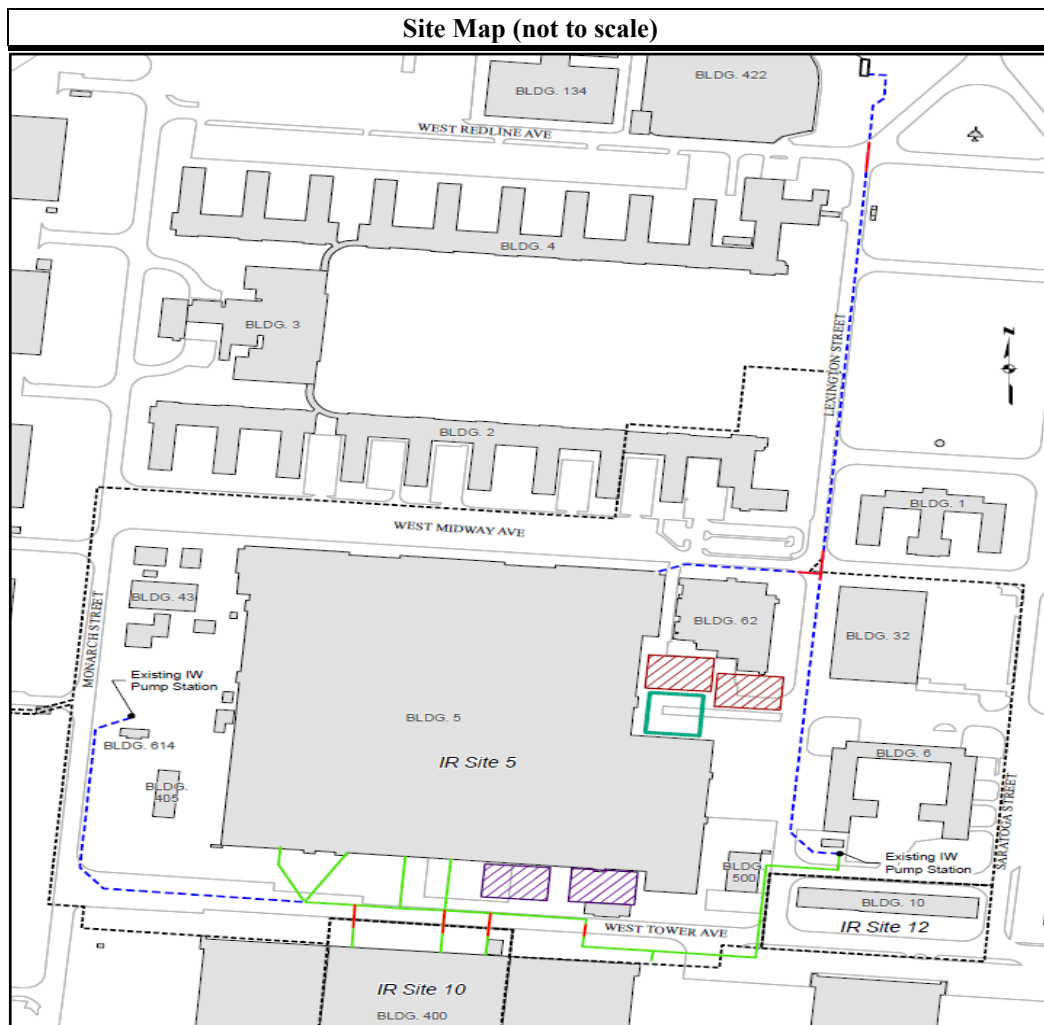 Site Map (not to scale)
BLDG. 422
BLDG. 134
WEST REDLINE AVE
BLDG. 4
BLDG. 3
LEXINGTON STREET
N
BLDG. 2
BLDG. 1
WEST MIDWAY AVE
BLDG. 43
BLDG. 62
BLDG. 32
MONARCH STREET
Existing IW
Pump Station
BLDG. 5
BLDG. 614
IR Site 5
BLDG. 6
BLDG.
405
SARATOGA STREET
Existing IW
Pump Station
BLDG.
500
BLDG. 10
IR Site 12
WEST TOWER AVE
IR Site 10
BLDG. 400